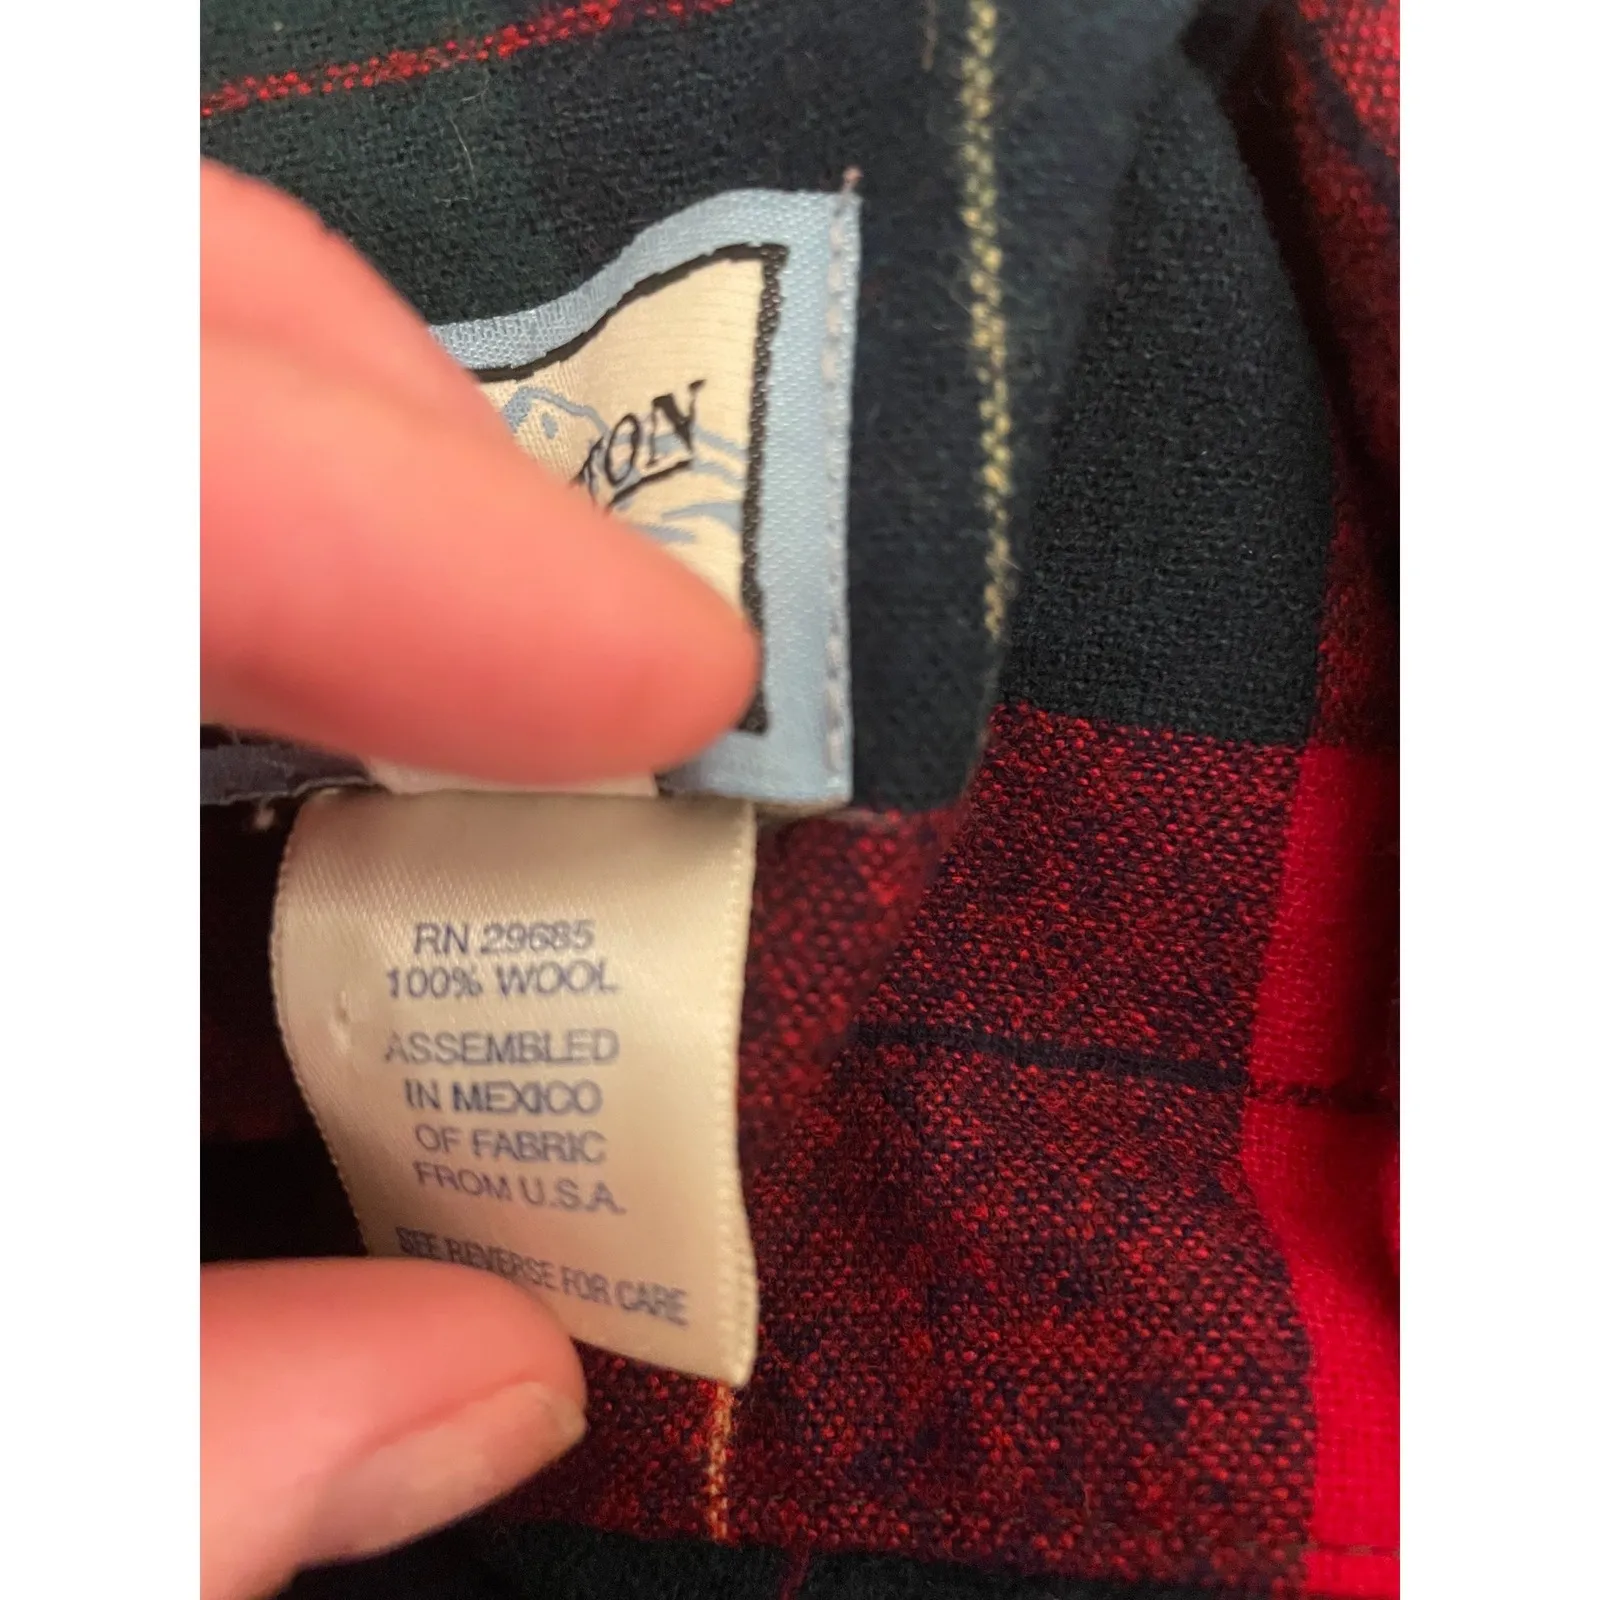 TON
RN 29685
100% WOOL
ASSEMBLED
IN MEXICO
OF FABRIC
FROM U.S.A.
SEE REVERSE FOR CARE